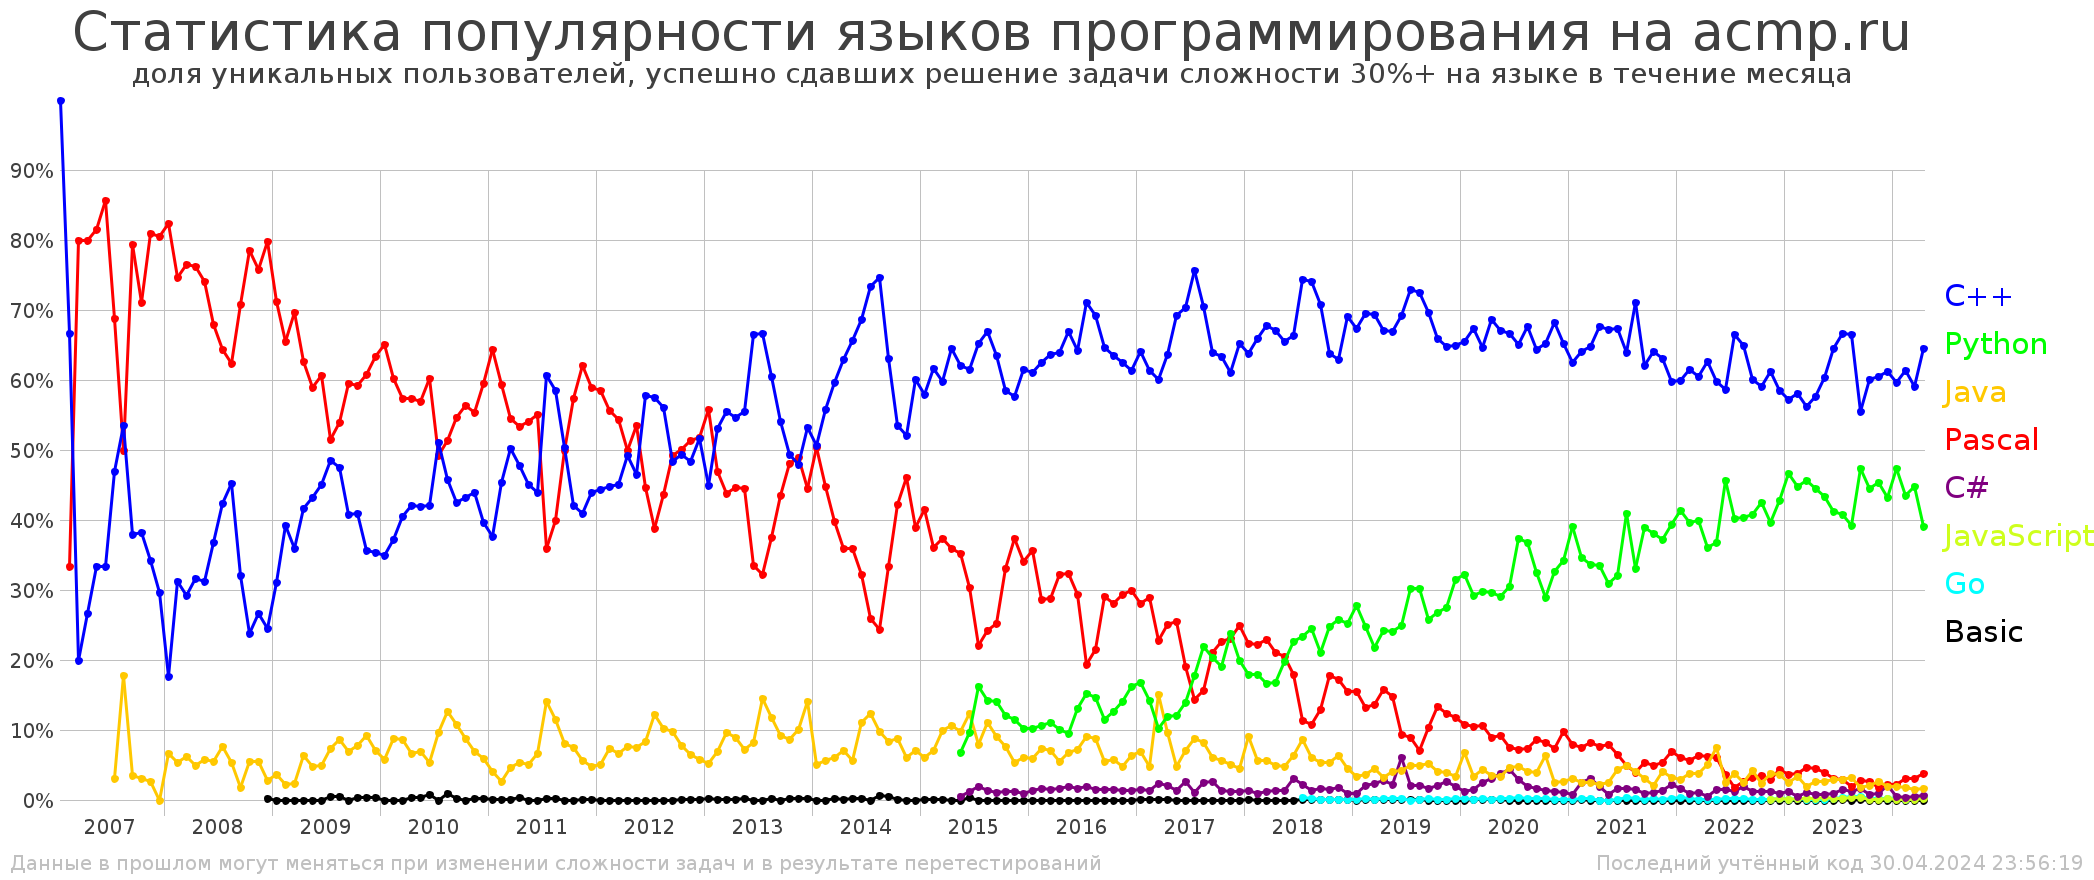 Статистика популярности языков программирования на acmp.ru
доля уникальных пользователей, успешно сдавших решение задачи сложности 30%+ на языке в течение месяца
90%
80%
70%
60%
50%
40%
30%
20%
10%
0%
2007 2008 2009 2010 2011 2012 2013 2014 2015 2016 2017 2018 2019 2020 2021 2022 2023
C++
Python
Java
Pascal
C#
JavaScript
Go
Basic
Данные в прошлом могут меняться при изменении сложности задач и в результате перетестирований
Последний учтённый код 30.04.2024 23:56:19